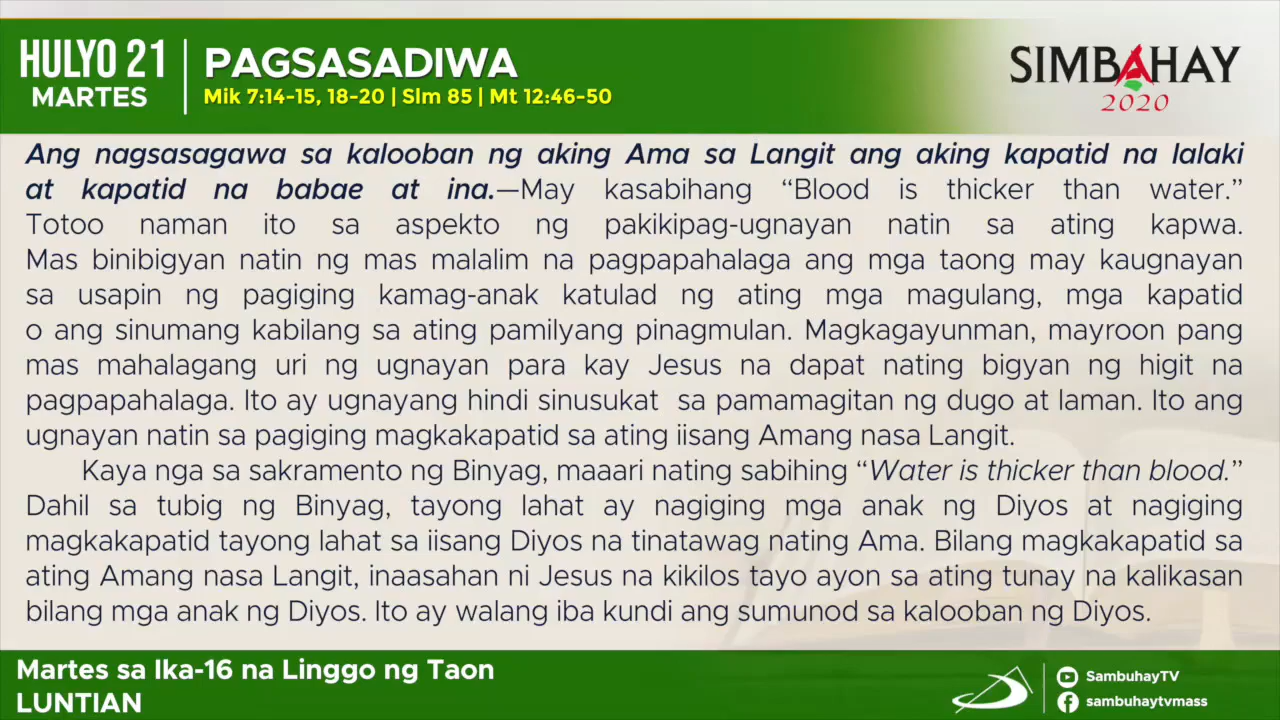 HULYO 21
MARTES
PAGSASADIWA
Mik 7:14-15, 18-20 | Slm 85 | Mt 12:46-50
SIMBAHAY
2020
Ang nagsasagawa sa kalooban ng aking Ama sa Langit ang aking kapatid na lalaki
at kapatid na babae at ina.—May kasabihang “Blood is thicker than water.”
Totoo naman ito sa aspekto ng pakikipag-ugnayan natin sa ating kapwa.
Mas binibigyan natin ng mas malalim na pagpapahalaga ang mga taong may kaugnayan
sa usapin ng pagiging kamag-anak katulad ng ating mga magulang, mga kapatid
o ang sinumang kabilang sa ating pamilyang pinagmulan. Magkagayunman, mayroon pang
mas mahalagang uri ng ugnayan para kay Jesus na dapat nating bigyan ng higit na
pagpapahalaga. Ito ay ugnayang hindi sinusukat sa pamamagitan ng dugo at laman. Ito ang
ugnayan natin sa pagiging magkakapatid sa ating iisang Amang nasa Langit.
Kaya nga sa sakramento ng Binyag, maaari nating sabihing “Water is thicker than blood.”
Dahil sa tubig ng Binyag, tayong lahat ay nagiging mga anak ng Diyos at nagiging
magkakapatid tayong lahat sa iisang Diyos na tinatawag nating Ama. Bilang magkakapatid sa
ating Amang nasa Langit, inaasahan ni Jesus na kikilos tayo ayon sa ating tunay na kalikasan
bilang mga anak ng Diyos. Ito ay walang iba kundi ang sumunod sa kalooban ng Diyos.
Martes sa Ika-16 na Linggo ng Taon
LUNTIAN
SambuhayTV
sambuhaytvmass